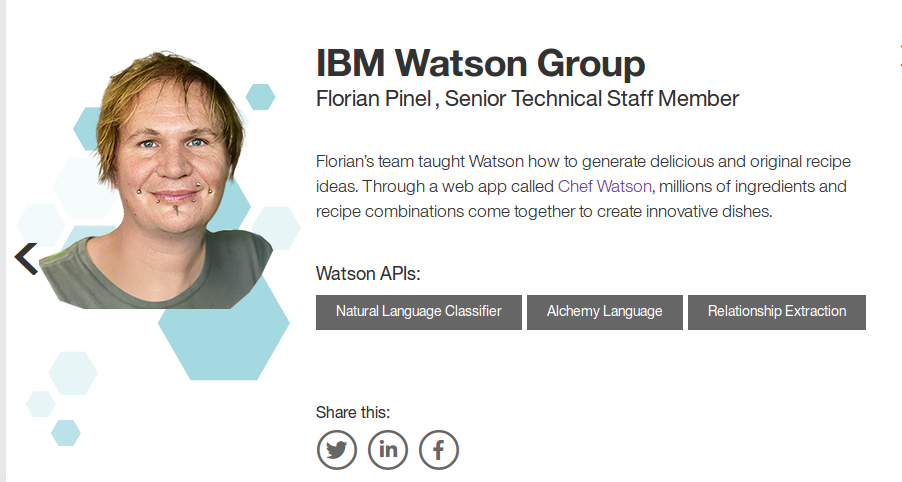 IBM Watson Group
Florian Pinel , Senior Technical Staff Member
Florian's team taught Watson how to generate delicious and original recipe
ideas. Through a web app called Chef Watson, millions of ingredients and
recipe combinations come together to create innovative dishes.
Watson APIs:
Natural Language Classifier
Alchemy Language
Relationship Extraction
Share this: